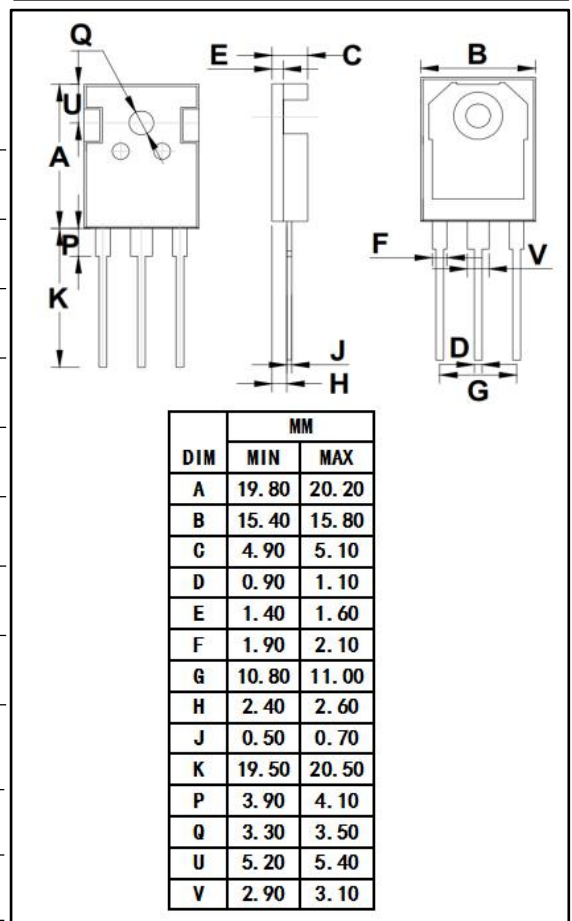 Q
E
C
B
U
A
P
K
F
V
D
J
H
G
MM
DIM MIN MAX
A 19.80 20.20
B 15.40 15.80
C 4.90 5.10
D 0.90 1.10
E 1.40 1.60
F 1.90 2.10
G 10.80 11.00
H 2.40 2.60
J 0.50 0.70
K 19.50 20.50
P 3.90 4.10
Q 3.30 3.50
U 5.20 5.40
V 2.90 3.10